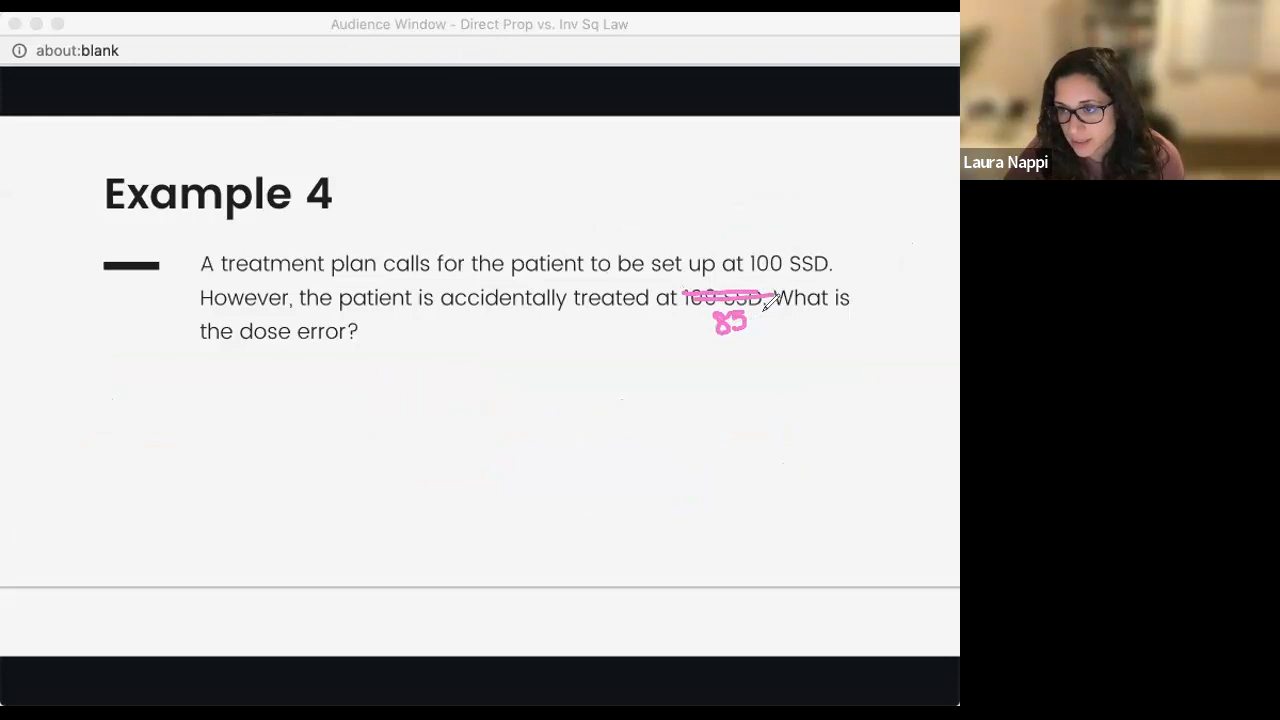 Audience Window - Direct Prop vs. Inv Sq Law
about:blank
Laura Nappi
Example 4
A treatment plan calls for the patient to be set up at 100 SSD.
However, the patient is accidentally treated at 100 SSD. What is
85
the dose error?